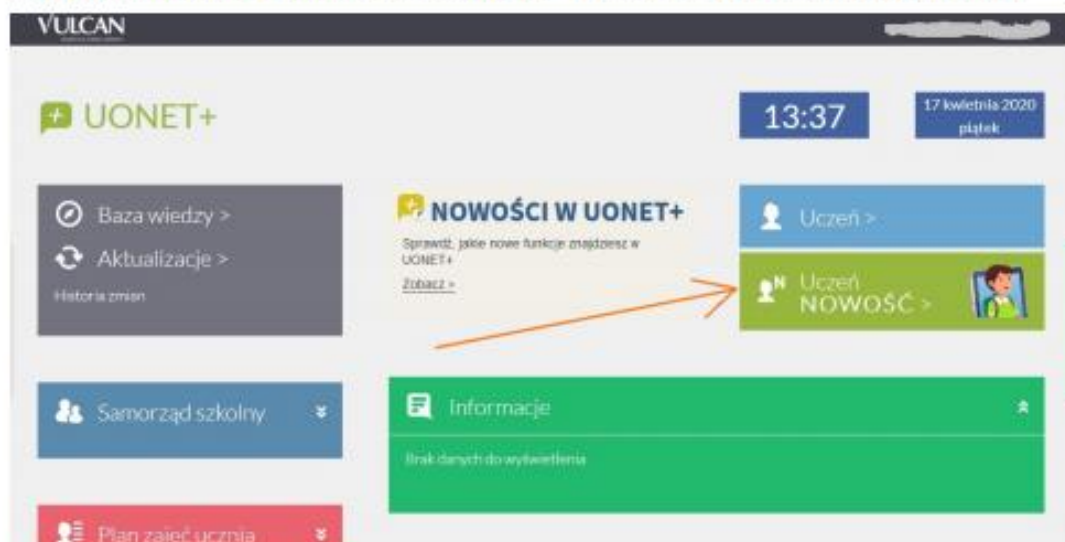 VULCAN
UONET+
13:37
17 kwietnia 2020
piątek
Baza wiedzy >
Aktualizacje >
Historia zmian
NOWOŚCI W UONET+
Sprawdź, jakie nowe funkcje znajdziesz w
UONET+
Zobacz >
Uczeń >
N Uczeń
NOWOŚĆ >
Samorząd szkolny
Informacje
Brak danych do wyświetlenia
Plan zajęć ucznia